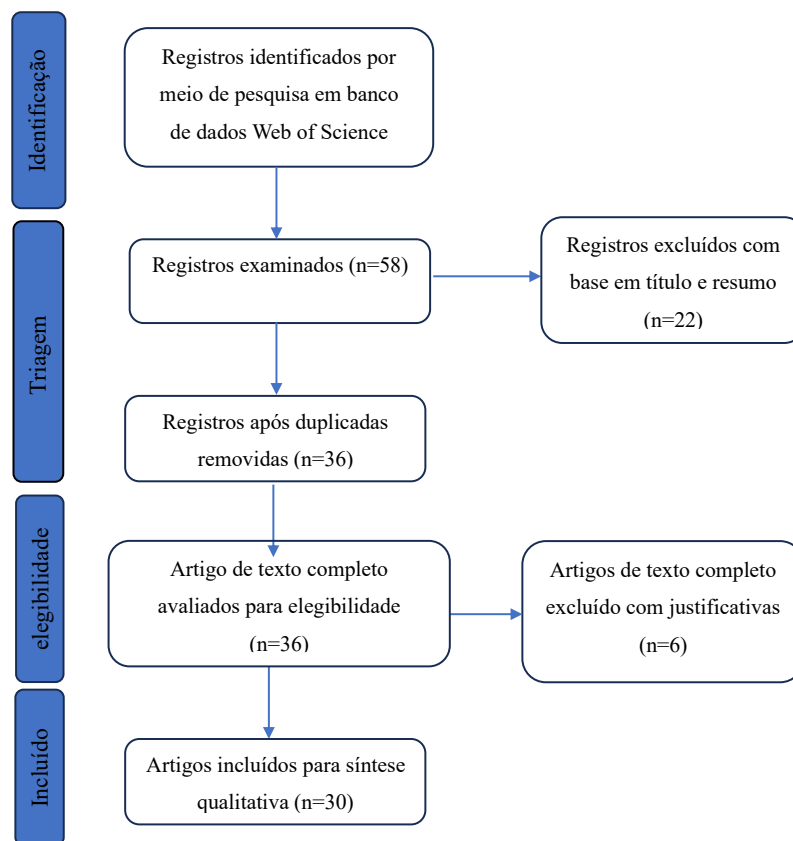 Identificação
Registros identificados por
meio de pesquisa em banco
de dados Web of Science
Triagem
Registros examinados (n=58)
Registros excluídos com
base em título e resumo
(n=22)
Registros após duplicadas
removidas (n=36)
elegibilidade
Artigo de texto completo
avaliados para elegibilidade
(n=36)
Artigos de texto completo
excluído com justificativas
(n=6)
Incluído
Artigos incluídos para síntese
qualitativa (n=30)